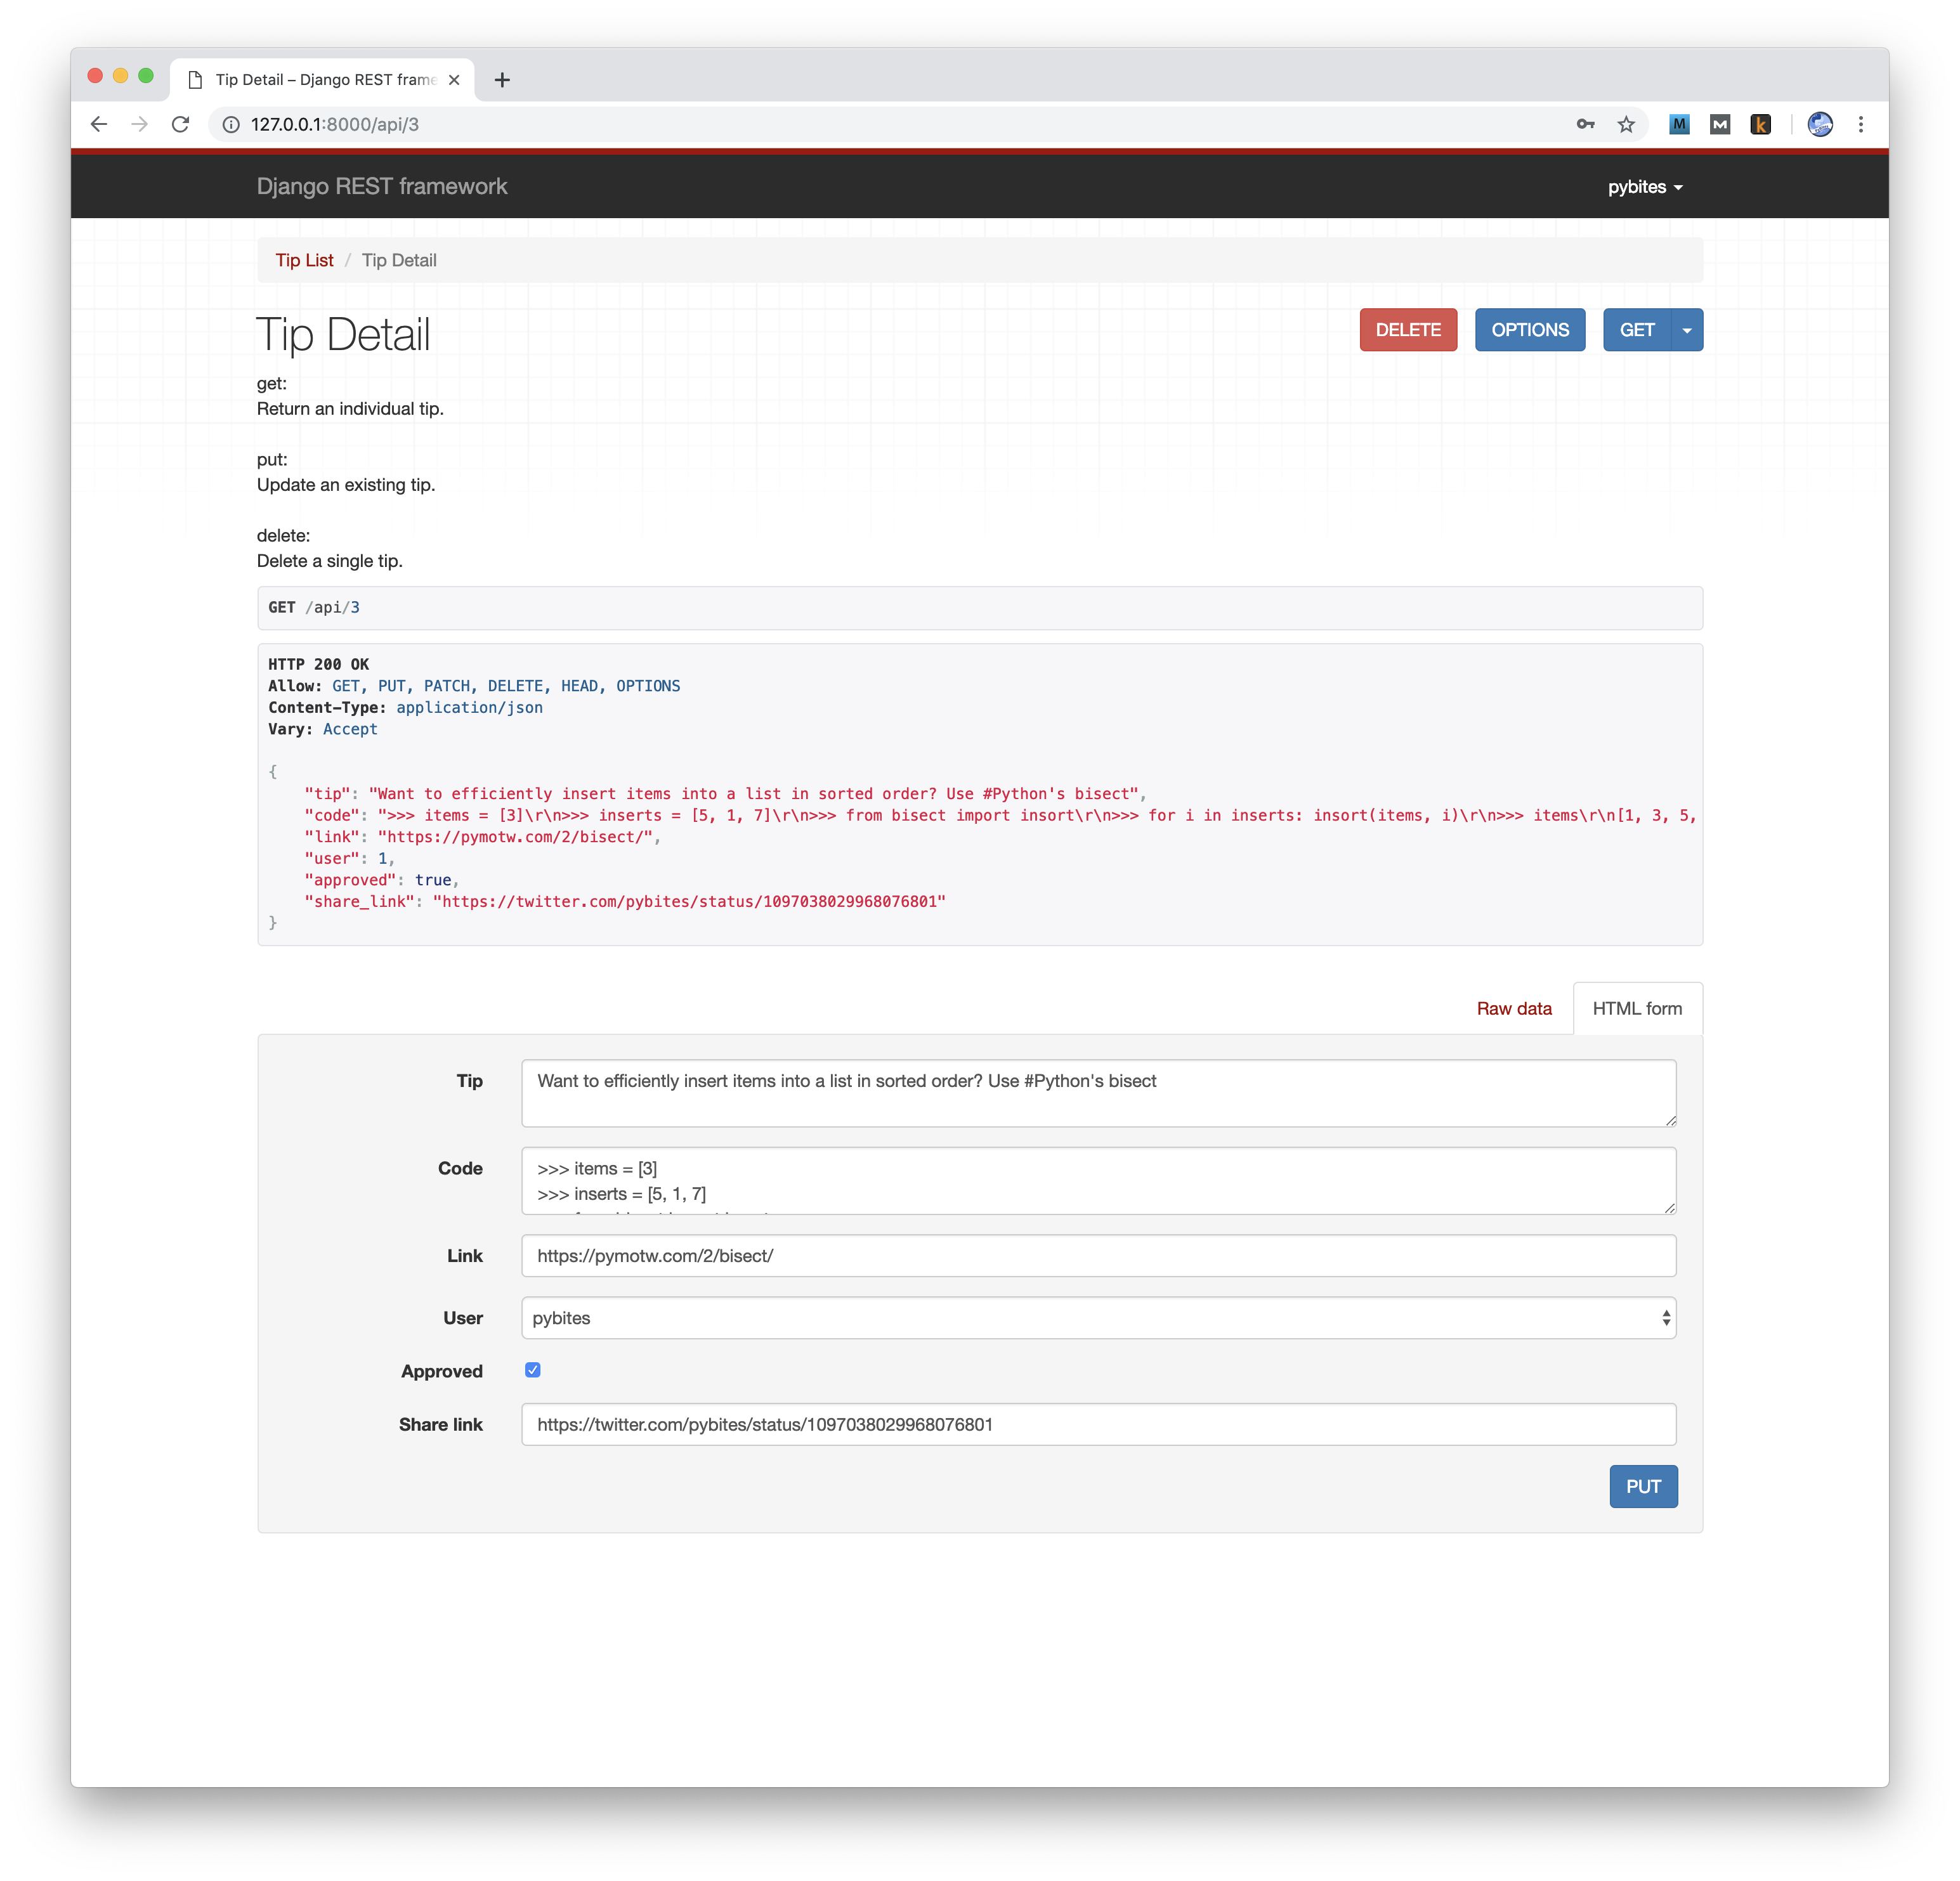 Tip Detail – Django REST frame
127.0.0.1:8000/api/3
M
M
k
Django REST framework
pybites
Tip List / Tip Detail
Tip Detail
DELETE
OPTIONS
GET
get:
Return an individual tip.
put:
Update an existing tip.
delete:
Delete a single tip.
GET /api/3
HTTP 200 OK
Allow: GET, PUT, PATCH, DELETE, HEAD, OPTIONS
Content-Type: application/json
Vary: Accept
{
"tip": "Want to efficiently insert items into a list in sorted order? Use #Python's bisect",
"code": ">>> items = [3]\r\n>>> inserts = [5, 1, 7]\r\n>>> from bisect import insort\r\n>>> for i in inserts: insort(items, i)\r\n>>> items\r\n[1, 3, 5,
"link": "https://pymotw.com/2/bisect/",
"user": 1,
"approved": true,
"share_link": "https://twitter.com/pybites/status/1097038029968076801"
}
Raw data
HTML form
Tip
Want to efficiently insert items into a list in sorted order? Use #Python's bisect
Code
>>> items = [3]
>>> inserts = [5, 1, 7]
Link
https://pymotw.com/2/bisect/
User
pybites
Approved
Share link
https://twitter.com/pybites/status/1097038029968076801
PUT